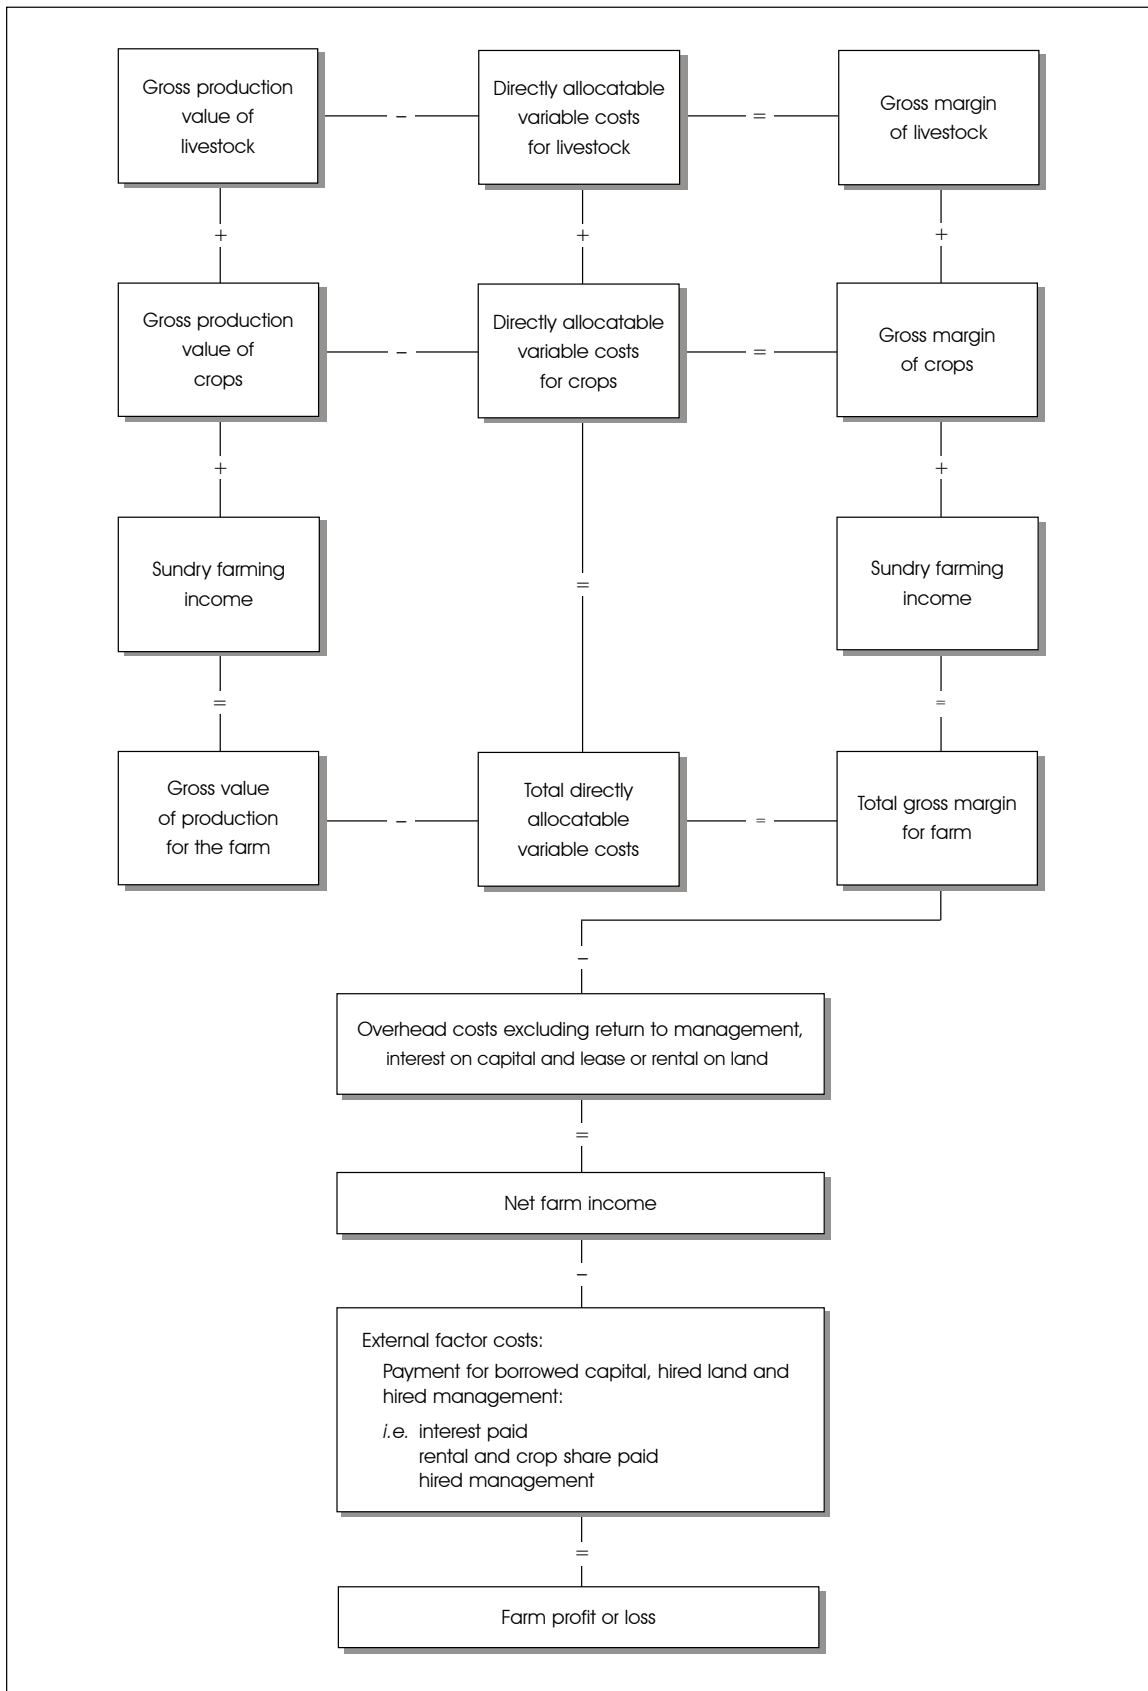 Gross production
value of
livestock
–
Directly allocatable
variable costs
for livestock
=
Gross margin
of livestock
+
+
+
Gross production
value of
crops
–
Directly allocatable
variable costs
for crops
=
Gross margin
of crops
+
+
Sundry farming
income
=
Sundry farming
income
=
=
Gross value
of production
for the farm
–
Total directly
allocatable
variable costs
=
Total gross margin
for farm
–
Overhead costs excluding return to management,
interest on capital and lease or rental on land
=
Net farm income
–
External factor costs:
Payment for borrowed capital, hired land and
hired management:
i.e. interest paid
rental and crop share paid
hired management
=
Farm profit or loss